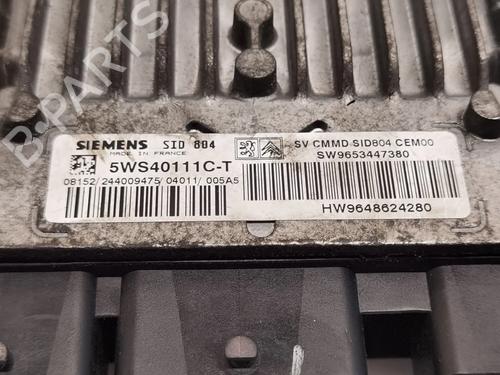 B-PARTS
SIEMENS SID 804
MADE IN FRANCE
5WS40111C-T
08152/244009475/04011/005A5
SV CMMD SID804 CEM00
SW9653447380
HW9648624280